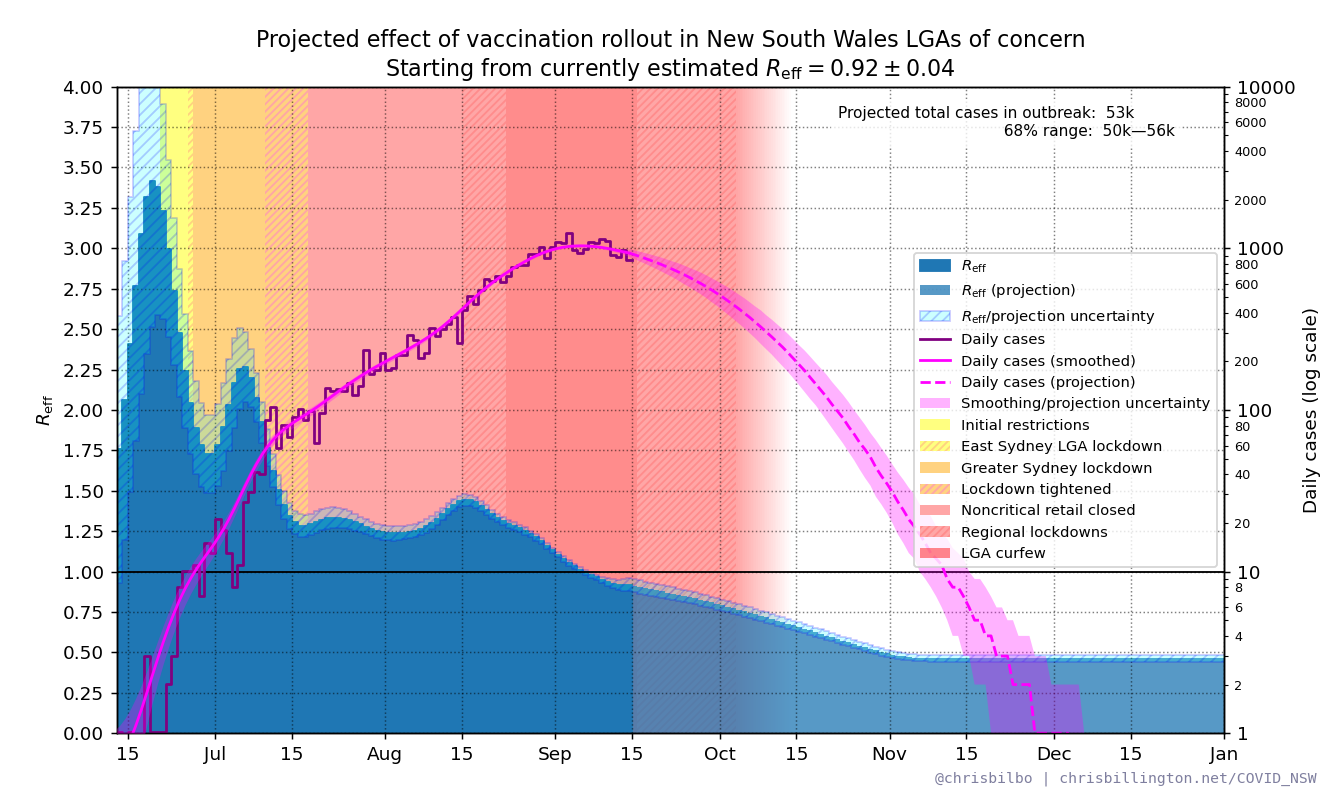 Projected effect of vaccination rollout in New South Wales LGAs of concern
Starting from currently estimated R_eff = 0.92 ± 0.04
Projected total cases in outbreak: 53k
68% range: 50k—56k
R_eff
4.00
3.75
3.50
3.25
3.00
2.75
2.50
2.25
2.00
1.75
1.50
1.25
1.00
0.75
0.50
0.25
0.00
R_eff
R_eff (projection)
R_eff/projection uncertainty
Daily cases
Daily cases (smoothed)
Daily cases (projection)
Smoothing/projection uncertainty
Initial restrictions
East Sydney LGA lockdown
Greater Sydney lockdown
Lockdown tightened
Noncritical retail closed
Regional lockdowns
LGA curfew
10000
8000
6000
4000
2000
1000
800
600
400
200
100
80
60
40
20
10
8
6
4
2
1
Daily cases (log scale)
15 Jul 15 Aug 15 Sep 15 Oct 15 Nov 15 Dec 15 Jan
@chrisbilbo | chrisbillington.net/COVID_NSW